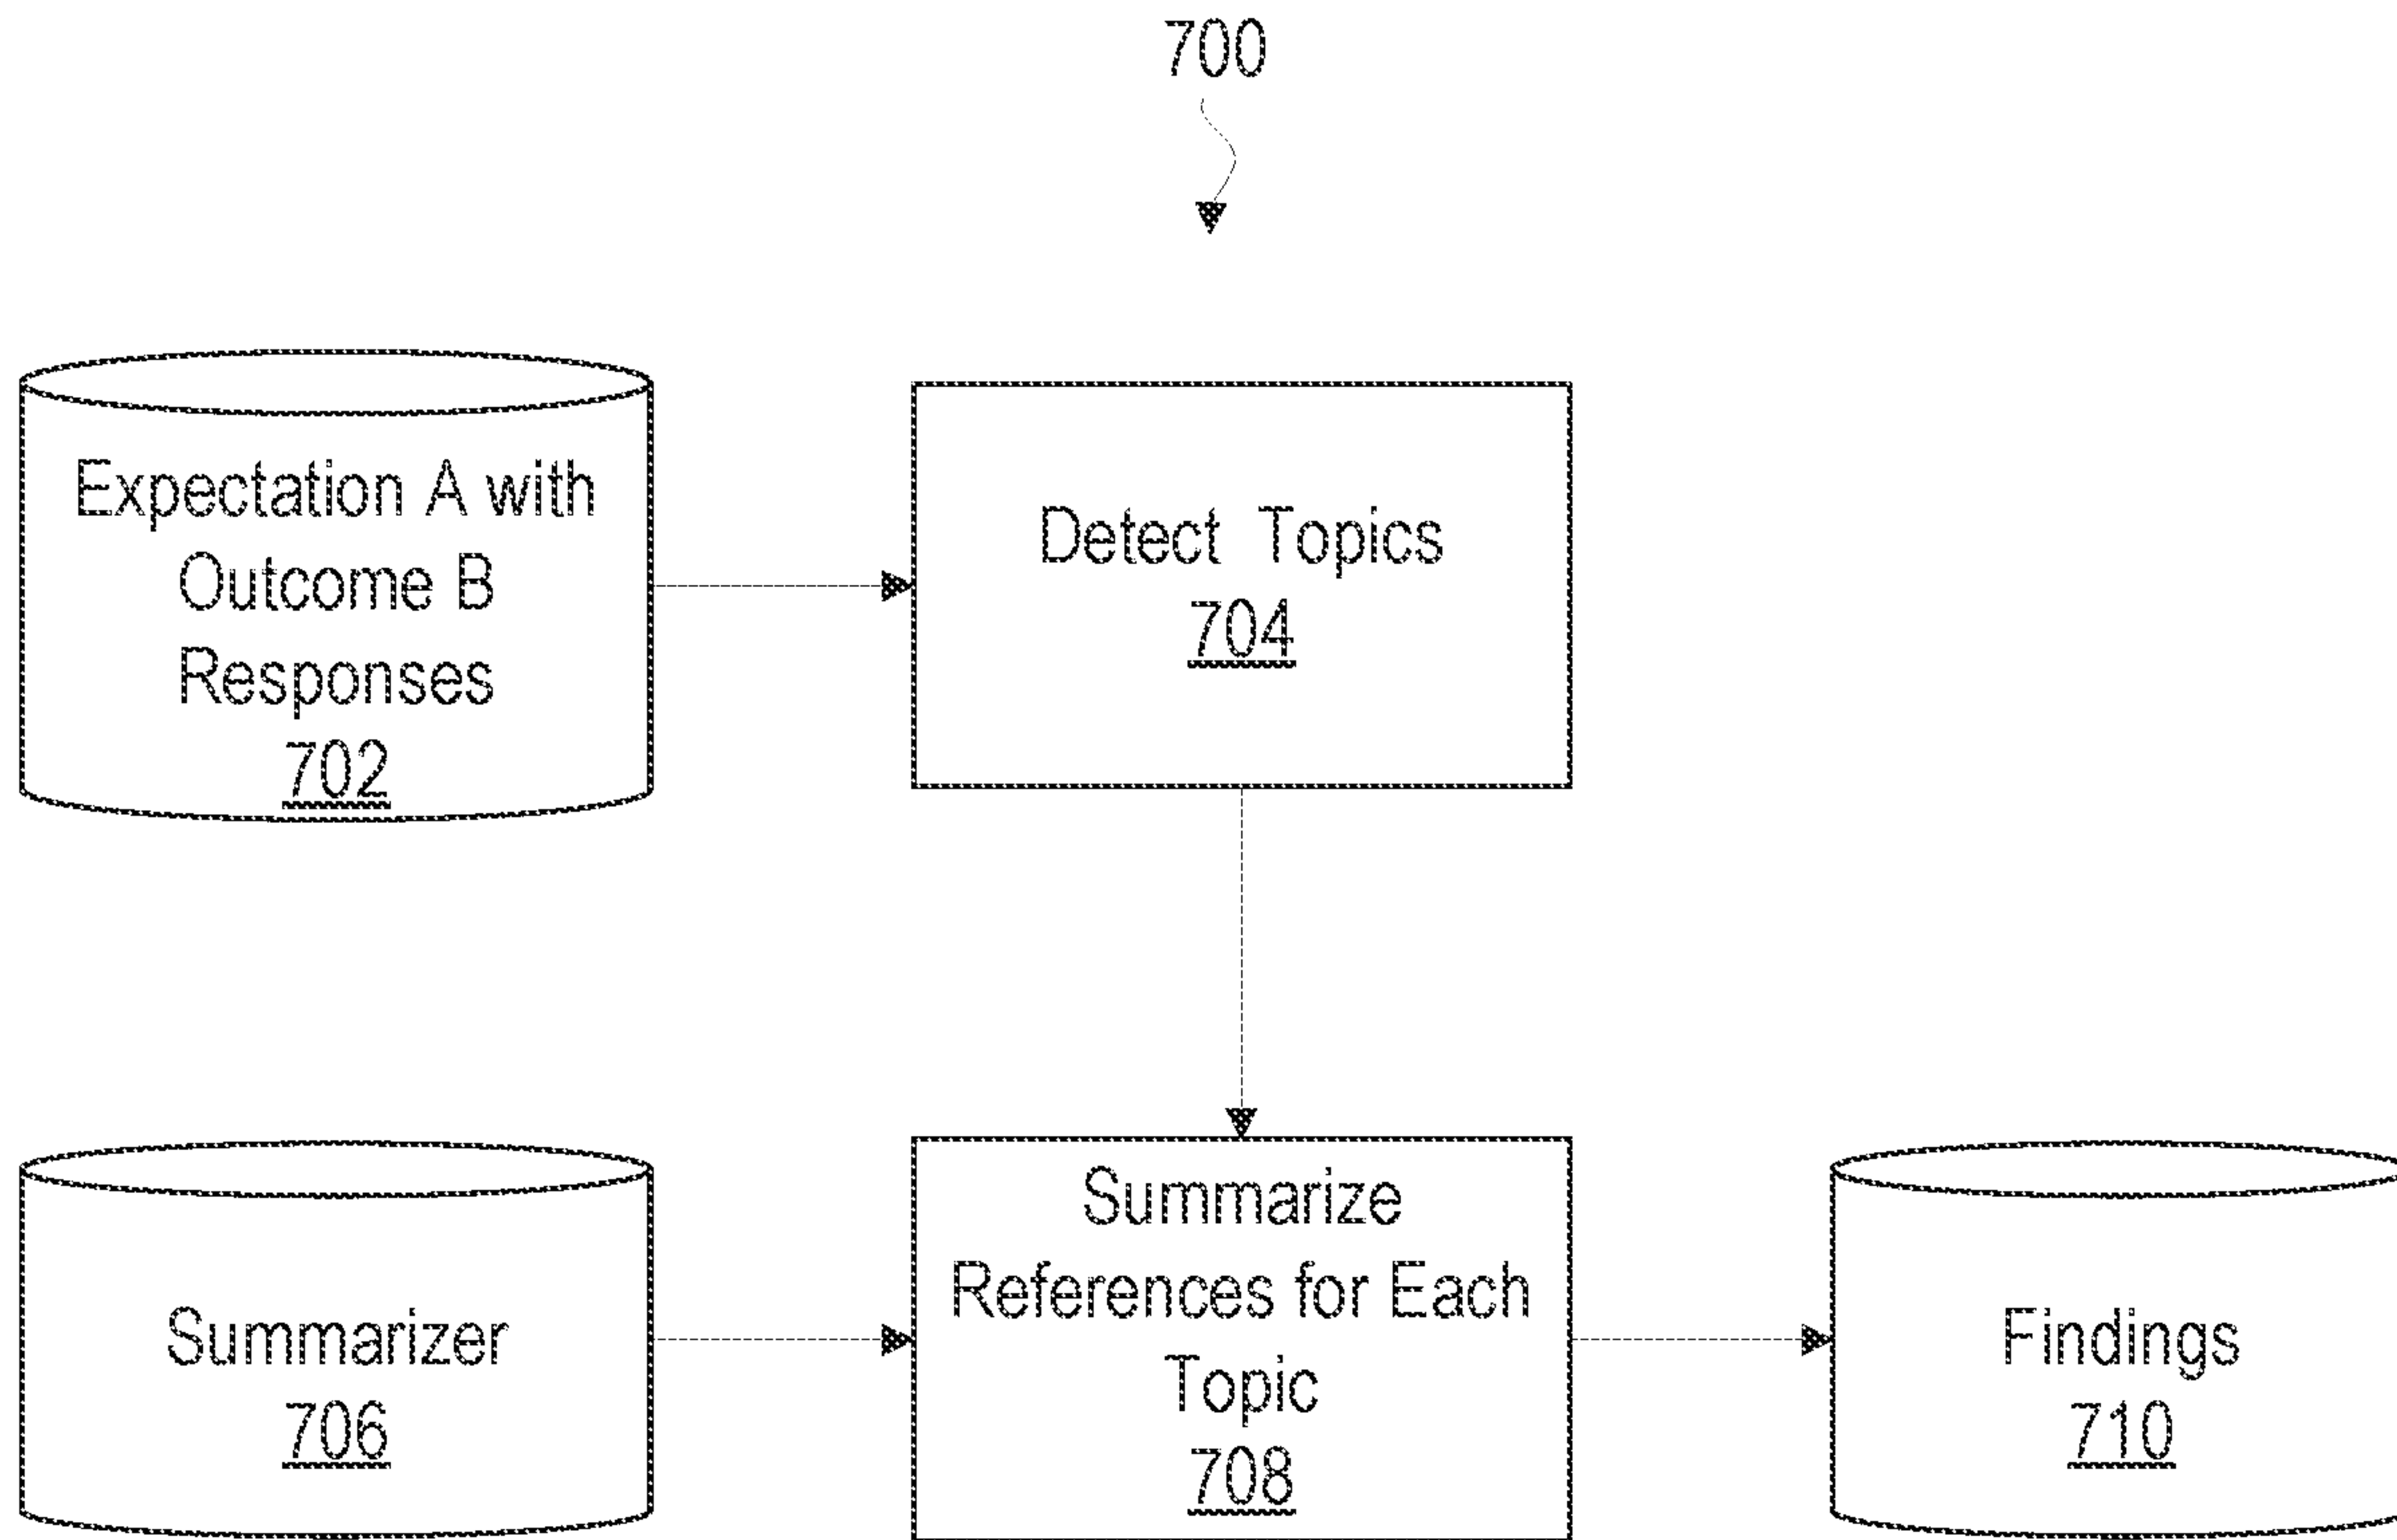 700
Expectation A with
Outcome B
Responses
702
Detect Topics
704
Summarizer
706
Summarize
References for Each
Topic
708
Findings
710